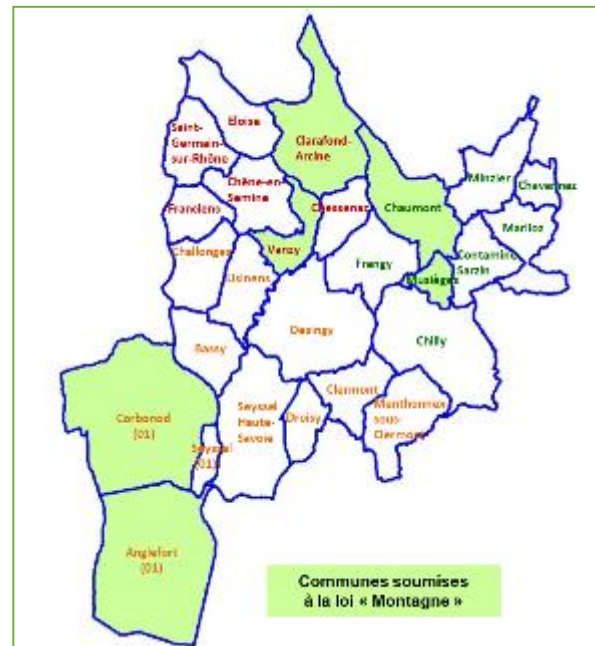 Eloise
Saint-
Germain-
sur-Rhône
Clarafond-
Arcine
Chêne-en-
Semine
Minzier
Chavannaz
Franclens
Chessenaz
Chaumont
Marlioz
Challonges
Vanzy
Contamine
Sarzin
Usinens
Frangy
Musièges
Desingy
Bassy
Chilly
Clermont
Corbonod
(01)
Seyssel
Haute-
Savoie
Droisy
Menthonnex
sous-
Clermont
Seyssel
(01)
Anglefort
(01)
Communes soumises
à la loi « Montagne »